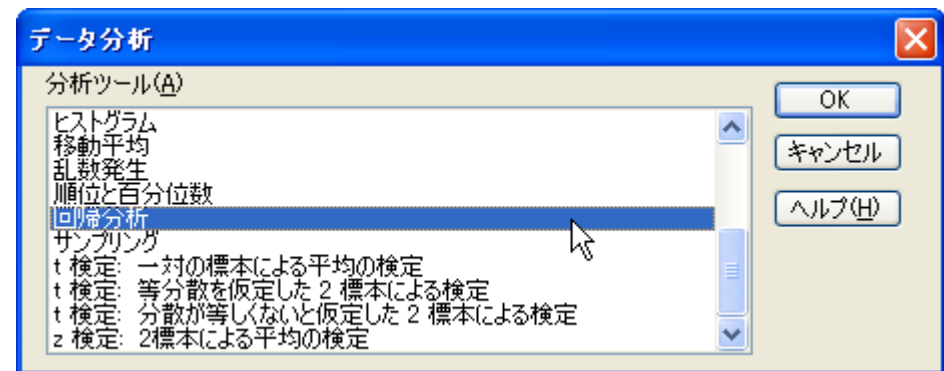 データ分析
分析ツール(A)
ヒストグラム
移動平均
乱数発生
順位と百分位数
回帰分析
サンプリング
t 検定: 一対の標本による平均の検定
t 検定: 等分散を仮定した 2 標本による検定
t 検定: 分散が等しくないと仮定した 2 標本による検定
z 検定: 2標本による平均の検定
OK
キャンセル
ヘルプ(H)